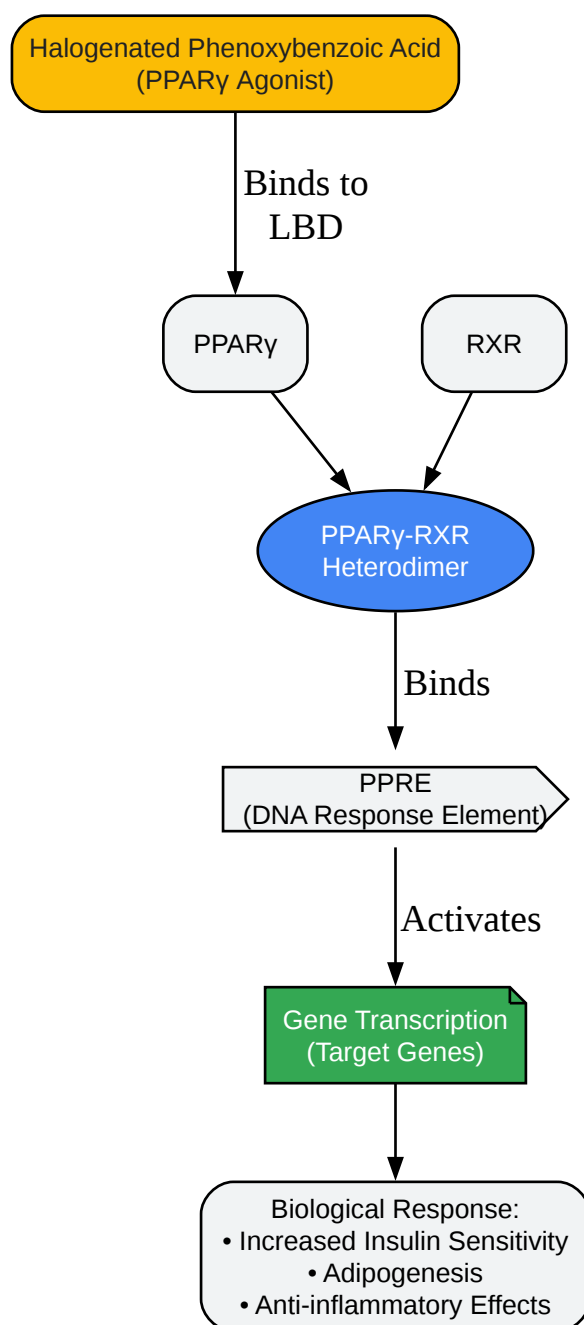 Halogenated Phenoxybenzoic Acid
(PPARγ Agonist)
Binds to
LBD
PPARγ
RXR
PPARγ-RXR
Heterodimer
Binds
PPRE
(DNA Response Element)
Activates
Gene Transcription
(Target Genes)
Biological Response:
• Increased Insulin Sensitivity
• Adipogenesis
• Anti-inflammatory Effects